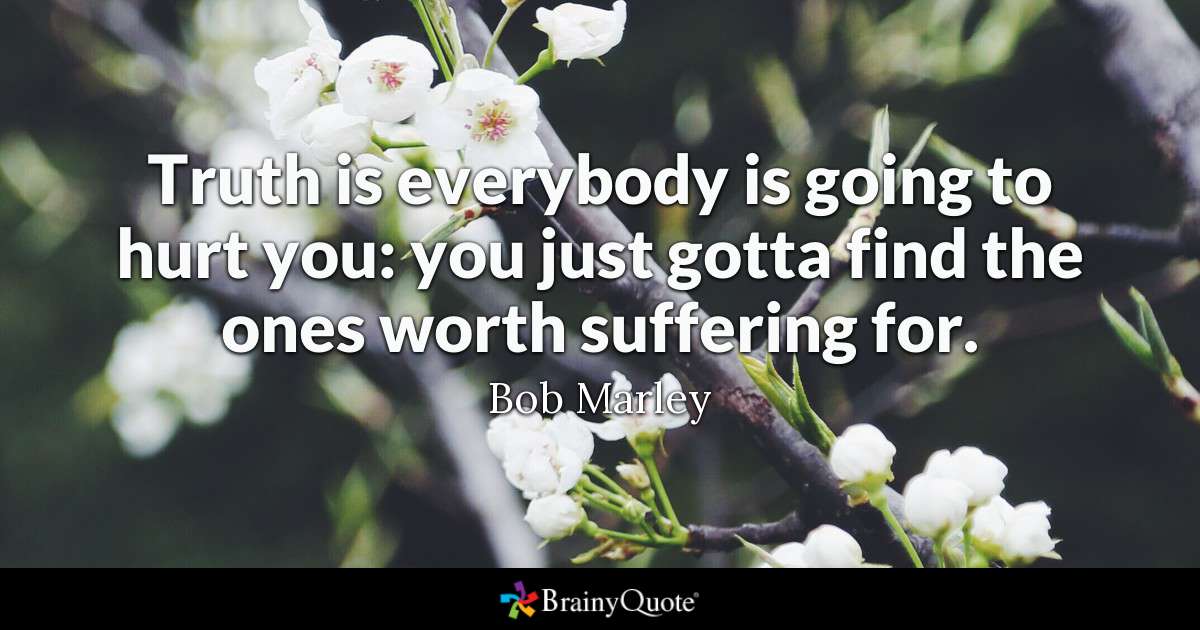 Truth is everybody is going to
hurt you: you just gotta find the
ones worth suffering for.
Bob Marley
BrainyQuote®